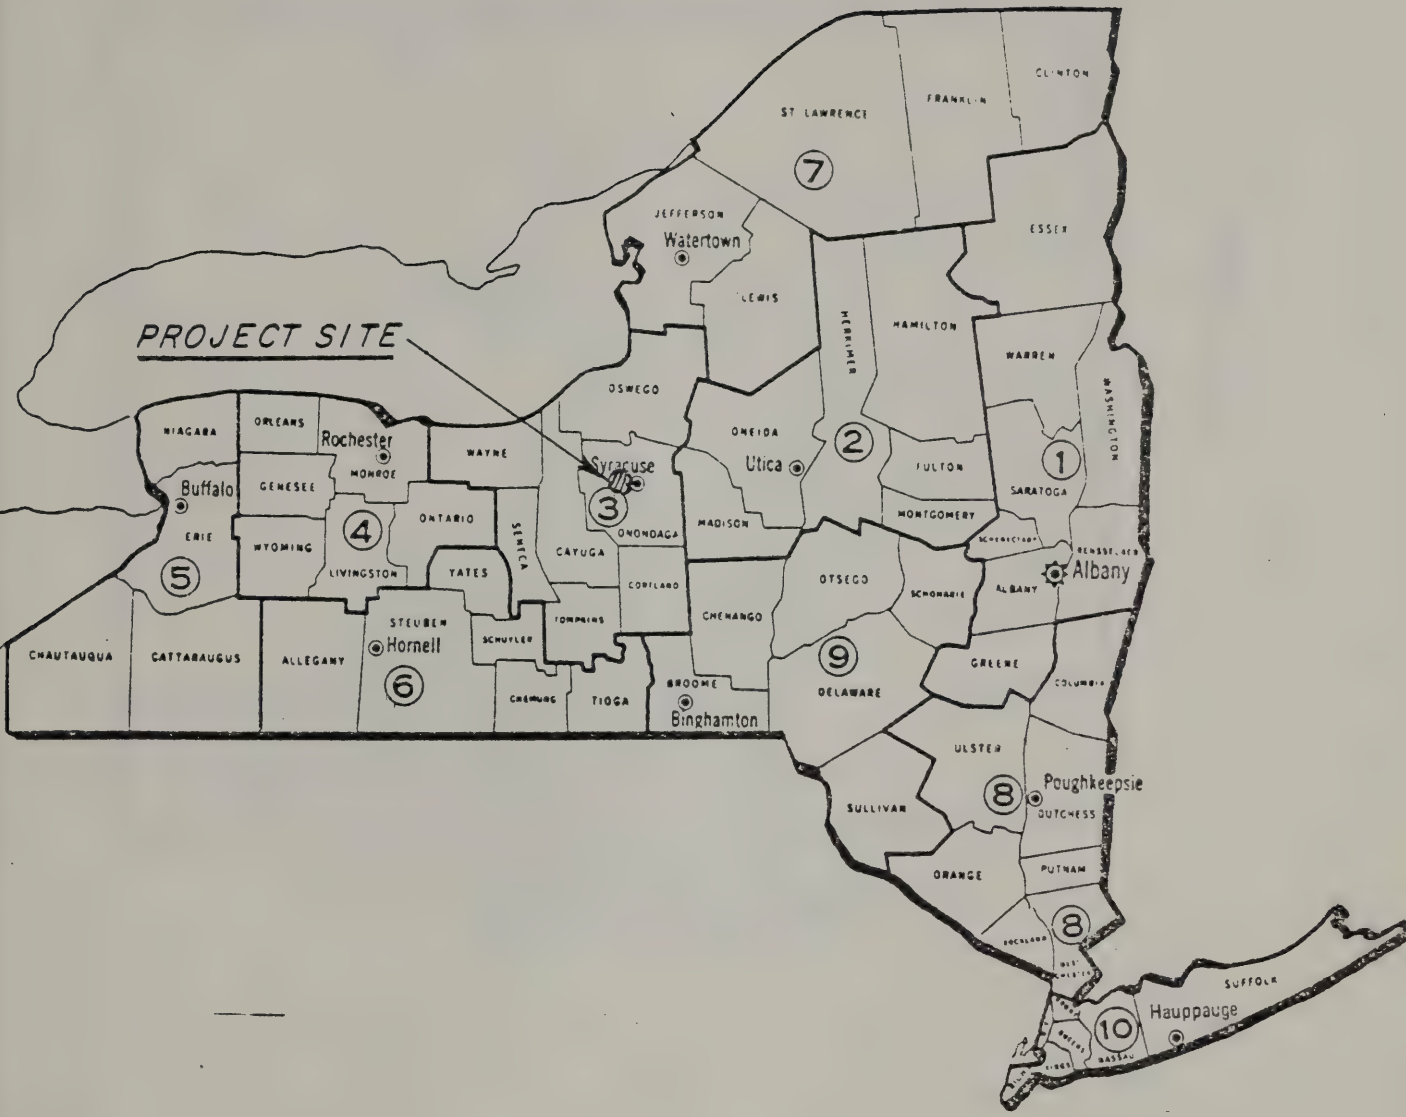 CLINTON
FRANKLIN
ST LAWRENCE
7
JEFFERSON
Watertown
ESSEX
LEWIS
HERKIMER
HAMILTON
PROJECT SITE
WARREN
WASHINGTON
OSWEGO
NIAGARA
ORLEANS
Rochester
MONROE
WAYNE
ONEIDA
Utica
2
FULTON
1
SARATOGA
Syracuse
3
ONONDAGA
Buffalo
GENESEE
ERIE
4
ONTARIO
SENECA
CAYUGA
MADISON
MONTGOMERY
SCHENECTADY
RENSSELAER
WYOMING
5
LIVINGSTON
YATES
CORTLAND
OTSEGO
SCHOHARIE
ALBANY
Albany
CHENANGO
STEUBEN
Hornell
SCHUYLER
TOMPKINS
CHAUTAUQUA
CATTARAUGUS
ALLEGANY
6
CHEMUNG
TIOGA
BROOME
Binghamton
9
DELAWARE
GREENE
COLUMBIA
ULSTER
8
Poughkeepsie
DUTCHESS
SULLIVAN
ORANGE
PUTNAM
8
ROCKLAND
WEST
CHESTER
SUFFOLK
Hauppauge
10
QUEENS
NASSAU
KINGS